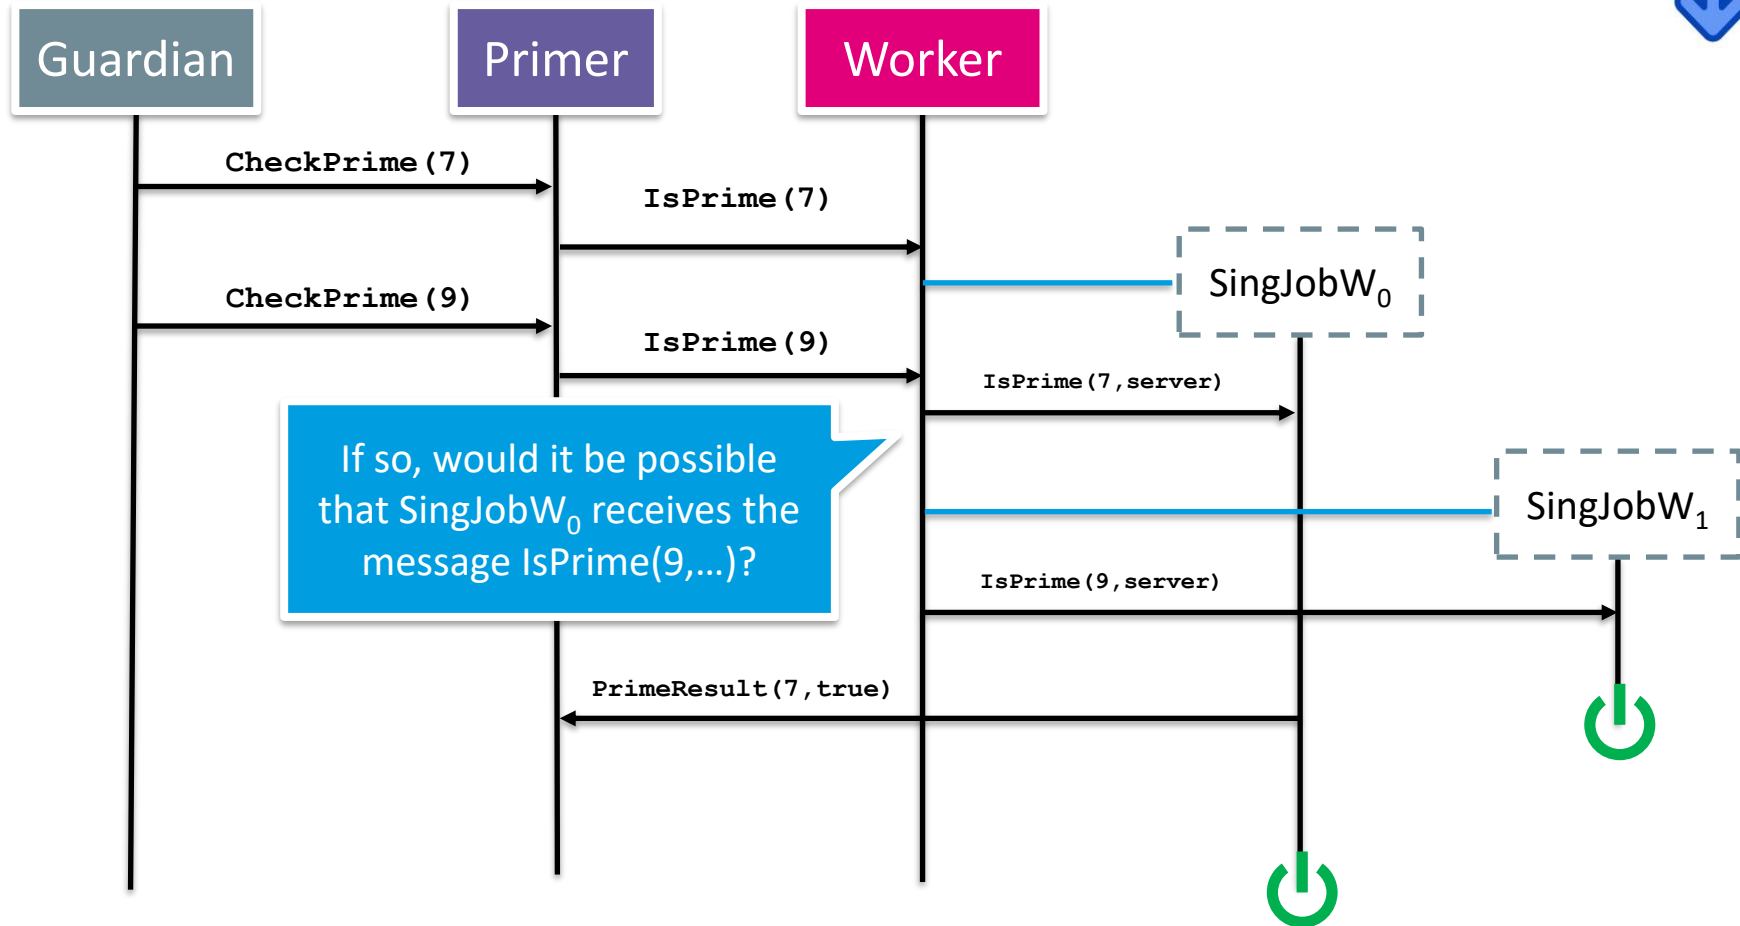 Guardian
Primer
Worker
CheckPrime(7)
IsPrime(7)
SingJobW₀
CheckPrime(9)
IsPrime(9)
IsPrime(7,server)
If so, would it be possible
that SingJobW₀ receives the
message IsPrime(9,…)?
SingJobW₁
IsPrime(9,server)
PrimeResult(7,true)